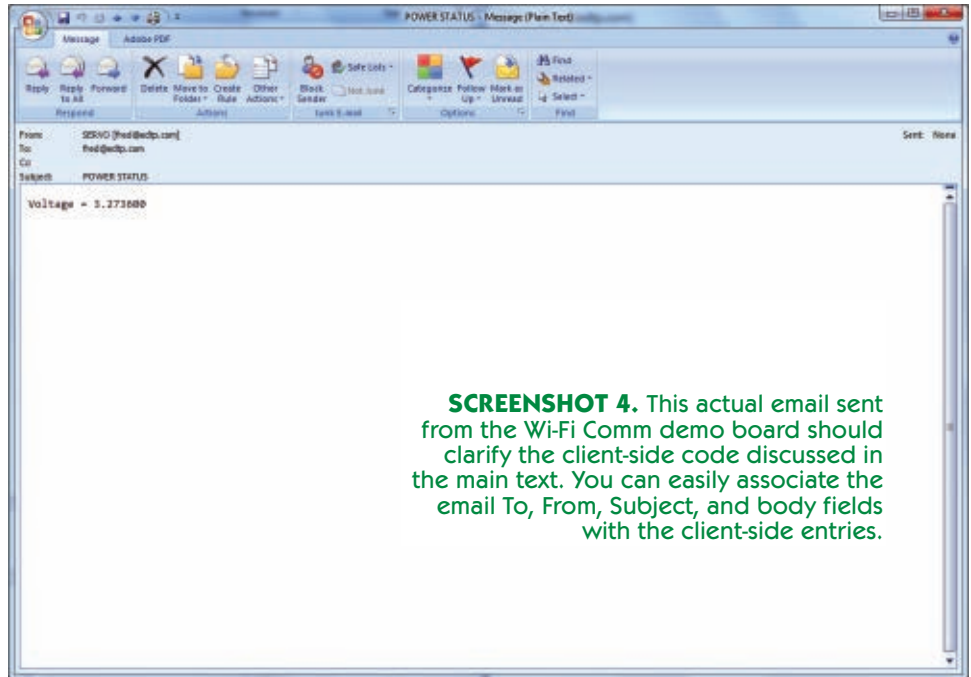 POWER STATUS - Message (Plain Text)
Message Adobe PDF
Reply Reply to All Forward Delete Move to Folder Create Rule Other Actions Block Sender Safe Lists Not Junk Categorize Follow Up Mark as Unread Find Related Select
Respond Actions Junk E-mail Options Find
From: SERVO [fred@edtp.com] Sent: None
To: fred@edtp.com
Cc:
Subject: POWER STATUS
Voltage = 3.273600
SCREENSHOT 4. This actual email sent
from the Wi-Fi Comm demo board should
clarify the client-side code discussed in
the main text. You can easily associate the
email To, From, Subject, and body fields
with the client-side entries.